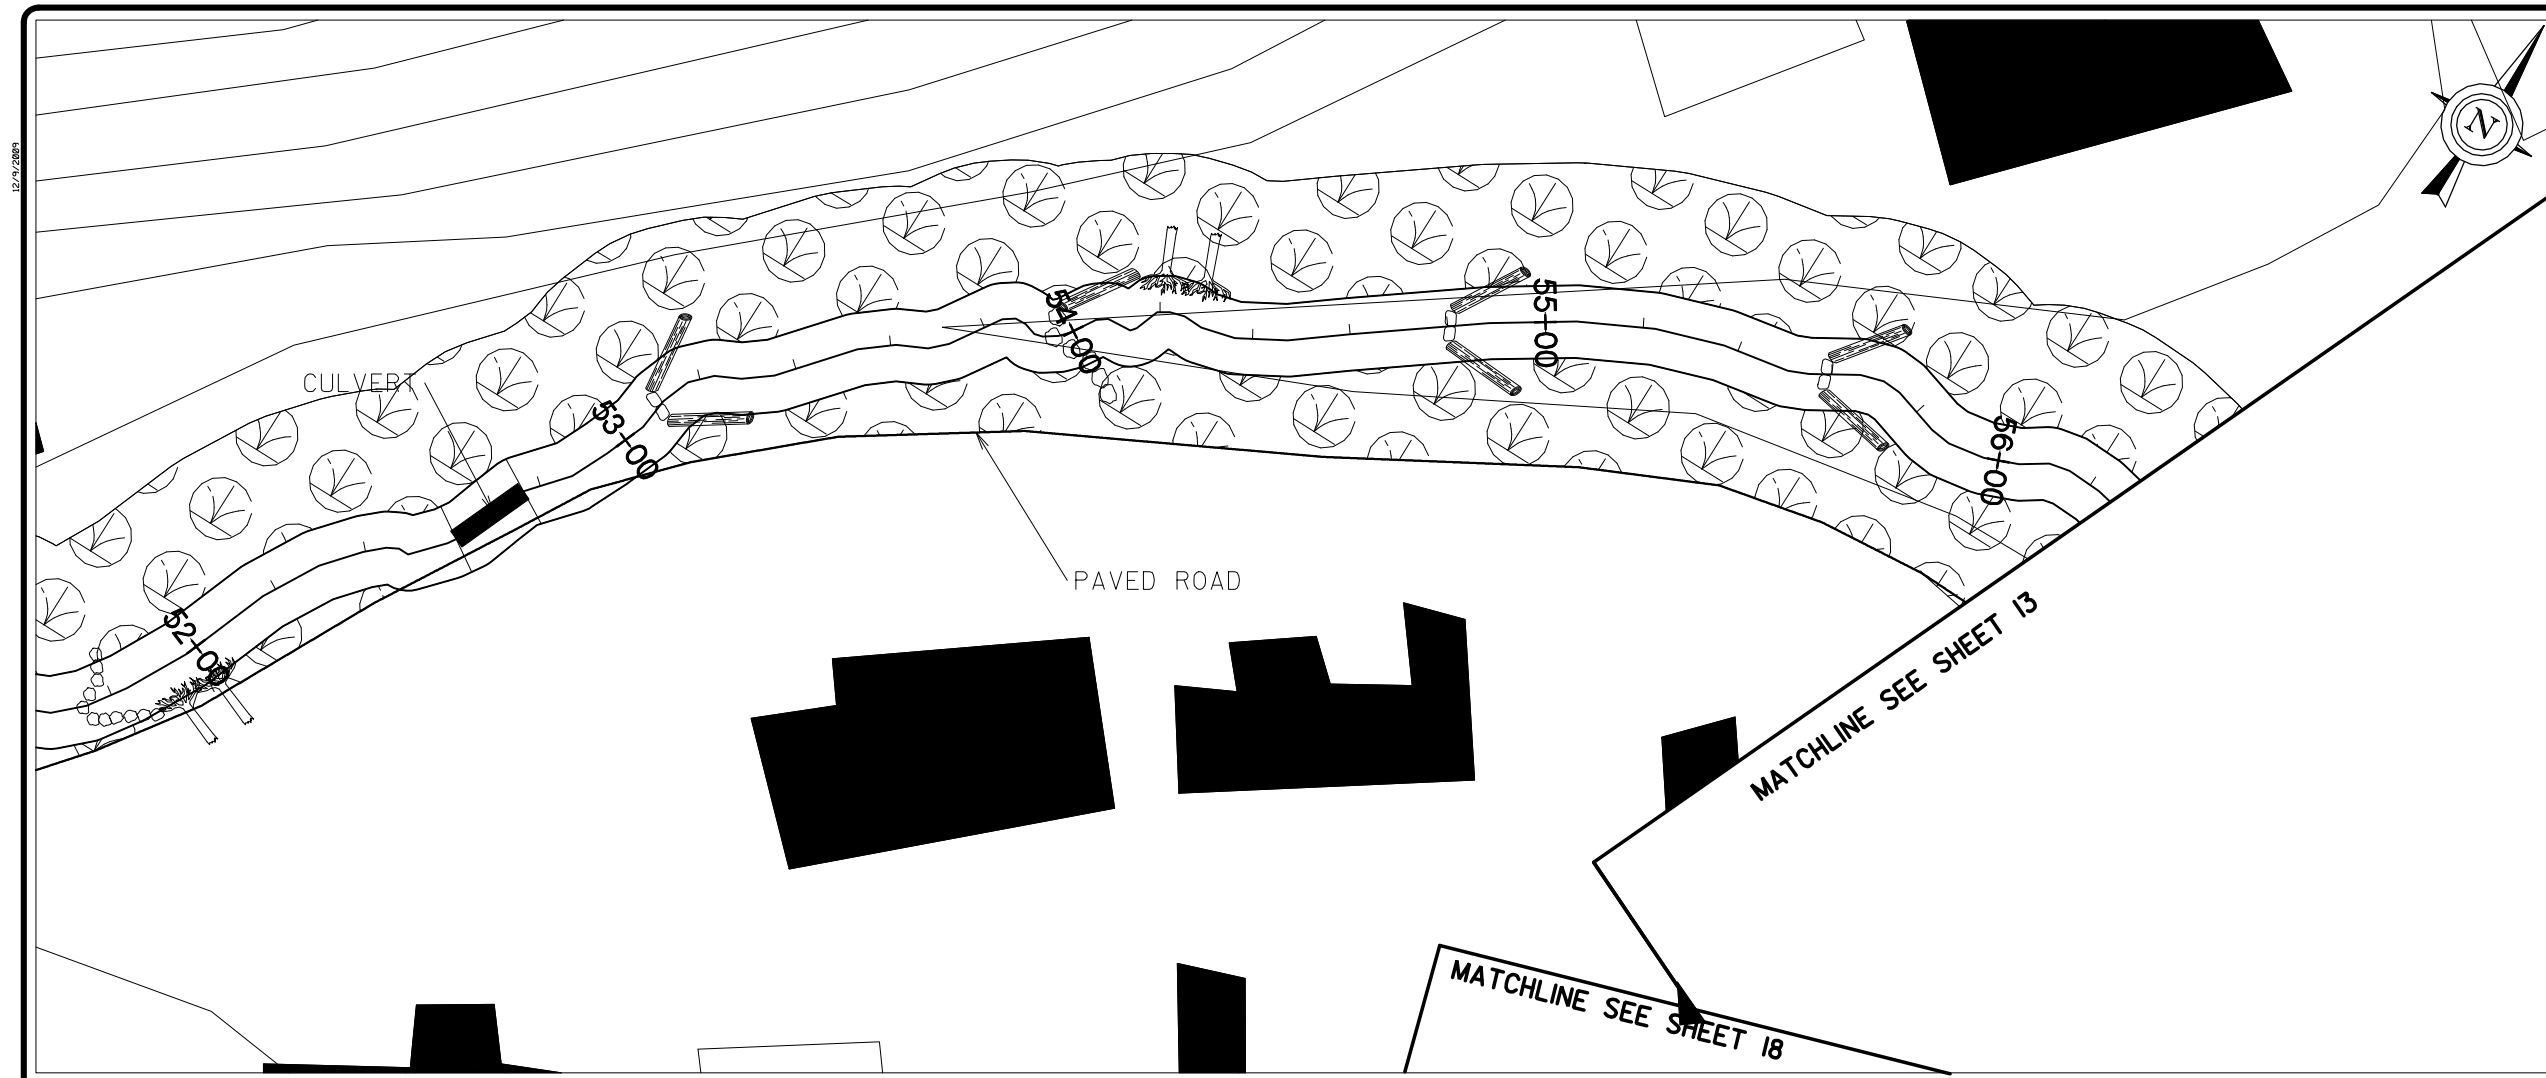 12/9/2009
N
CULVERT
52+00
53+00
54+00
55+00
56+00
PAVED ROAD
MATCHLINE SEE SHEET 13
MATCHLINE SEE SHEET 18